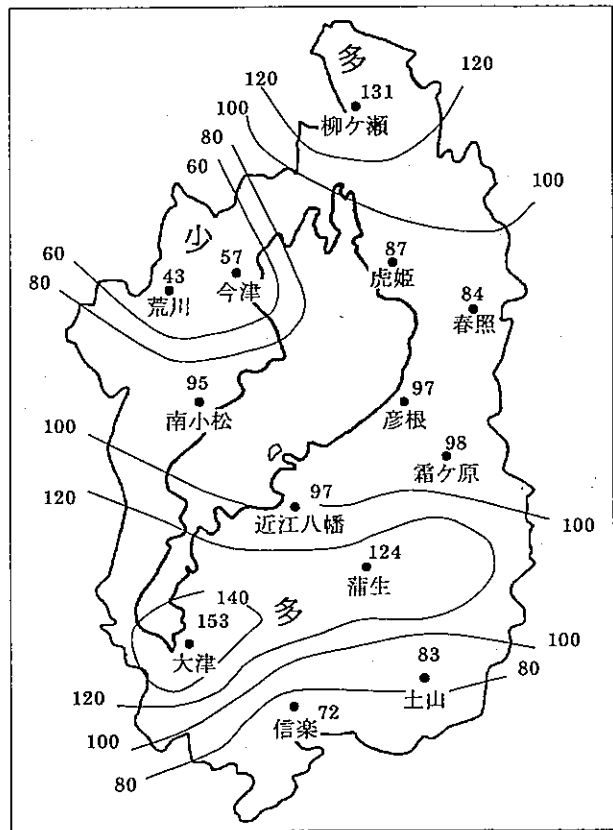 多
120
120
131
柳ケ瀬
100
80
60
100
小
60
57
今津
87
虎姫
43
荒川
80
84
春照
95
南小松
97
彦根
98
霜ケ原
100
97
近江八幡
120
100
124
蒲生
140
多
153
大津
100
83
土山
80
120
72
信楽
100
80